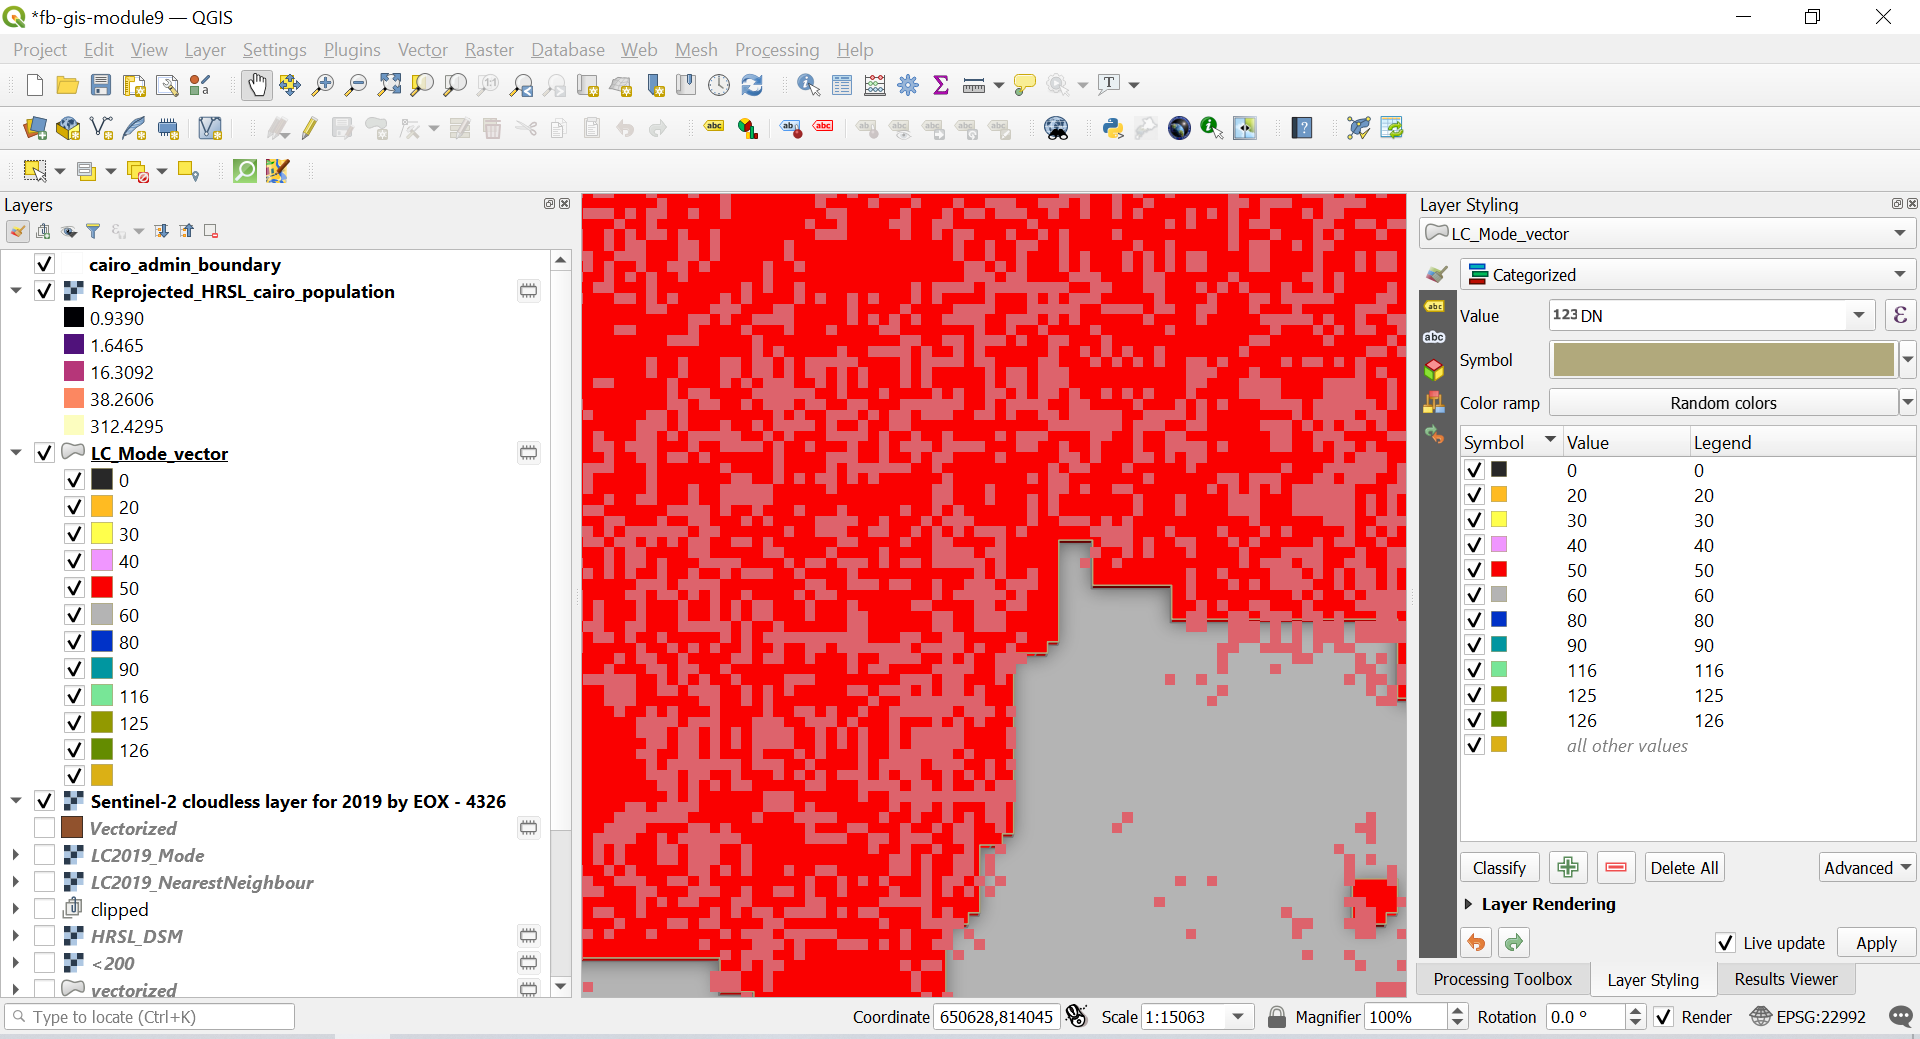 *fb-gis-module9 — QGIS
Project Edit View Layer Settings Plugins Vector Raster Database Web Mesh Processing Help
Layers
cairo_admin_boundary
Reprojected_HRSL_cairo_population
0.9390
1.6465
16.3092
38.2606
312.4295
LC_Mode_vector
0
20
30
40
50
60
80
90
116
125
126
Sentinel-2 cloudless layer for 2019 by EOX - 4326
Vectorized
LC2019_Mode
LC2019_NearestNeighbour
clipped
HRSL_DSM
<200
vectorized
Layer Styling
LC_Mode_vector
Categorized
Value 123 DN
Symbol
Color ramp Random colors
Symbol Value Legend
0 0
20 20
30 30
40 40
50 50
60 60
80 80
90 90
116 116
125 125
126 126
all other values
Classify Delete All Advanced
Layer Rendering
Live update Apply
Processing Toolbox Layer Styling Results Viewer
Type to locate (Ctrl+K) Coordinate 650628,814045 Scale 1:15063 Magnifier 100% Rotation 0.0 ° Render EPSG:22992